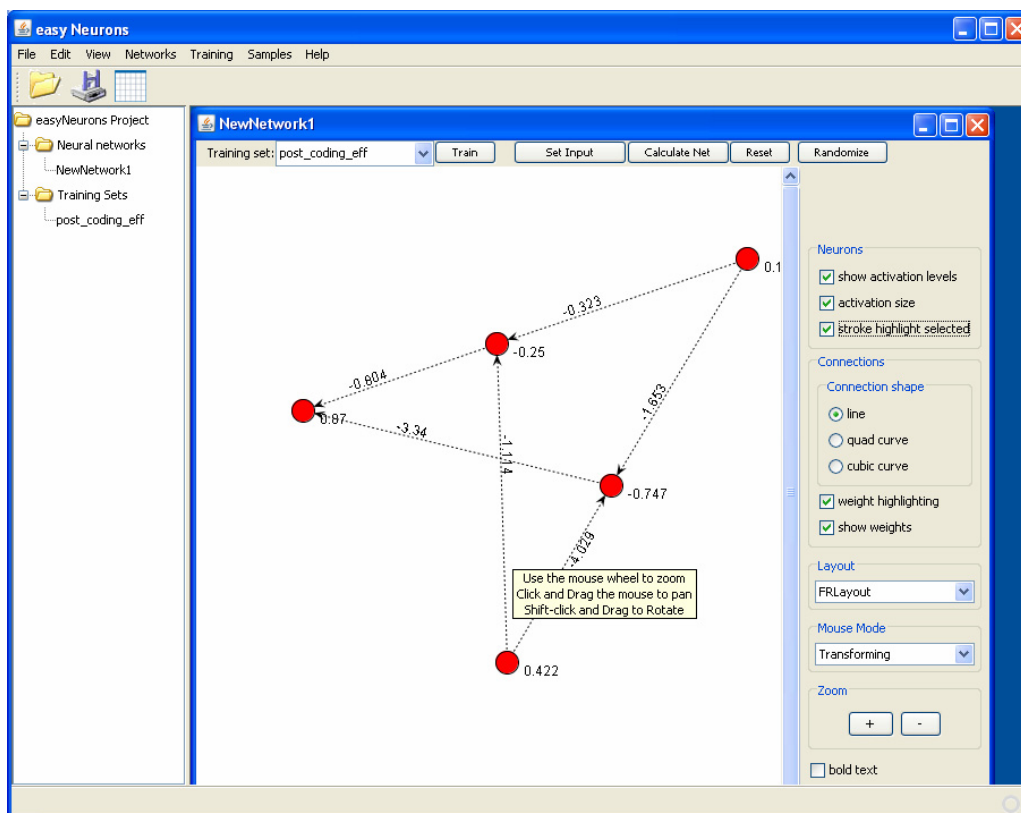 easy Neurons
File Edit View Networks Training Samples Help
easyNeurons Project
Neural networks
NewNetwork1
Training Sets
post_coding_eff
NewNetwork1
Training set: post_coding_eff Train Set Input Calculate Net Reset Randomize
0.1
-0.323
-0.25
-0.804
0.87
-1.653
-3.34
-1.114
-0.747
-4.029
Use the mouse wheel to zoom
Click and Drag the mouse to pan
Shift-click and Drag to Rotate
0.422
Neurons
show activation levels
activation size
stroke highlight selected
Connections
Connection shape
line
quad curve
cubic curve
weight highlighting
show weights
Layout
FRLayout
Mouse Mode
Transforming
Zoom
+ -
bold text